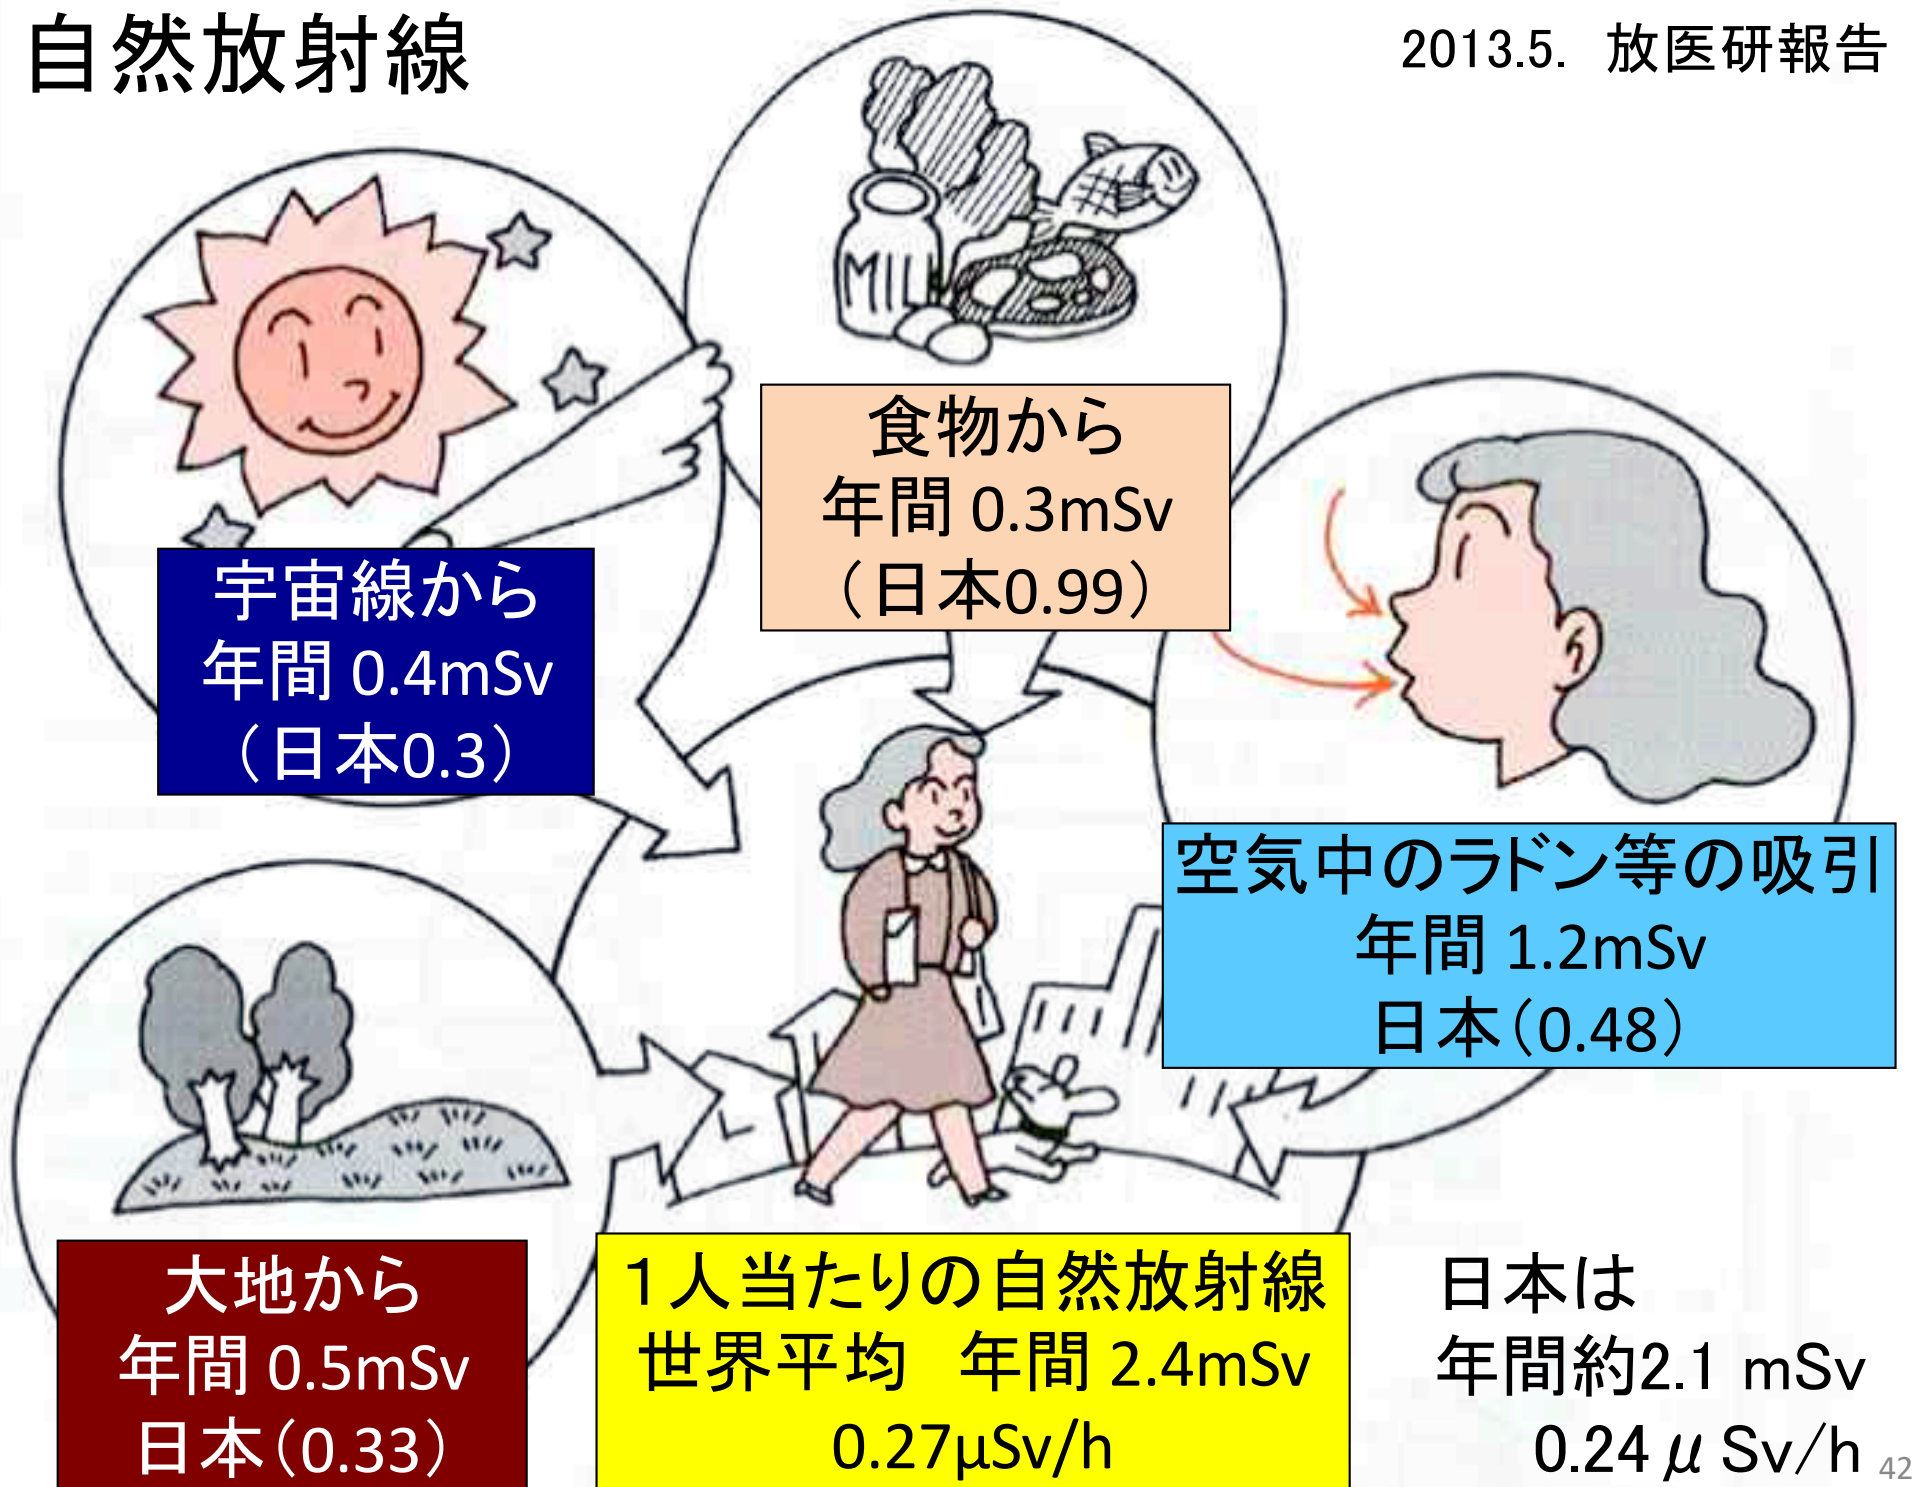 自然放射線
2013.5. 放医研報告
MIL
食物から
年間 0.3mSv
（日本0.99）
宇宙線から
年間 0.4mSv
（日本0.3）
空気中のラドン等の吸引
年間 1.2mSv
日本（0.48）
大地から
年間 0.5mSv
日本（0.33）
１人当たりの自然放射線
世界平均　年間 2.4mSv
0.27μSv/h
日本は
年間約2.1 mSv
0.24 μ Sv/h
42